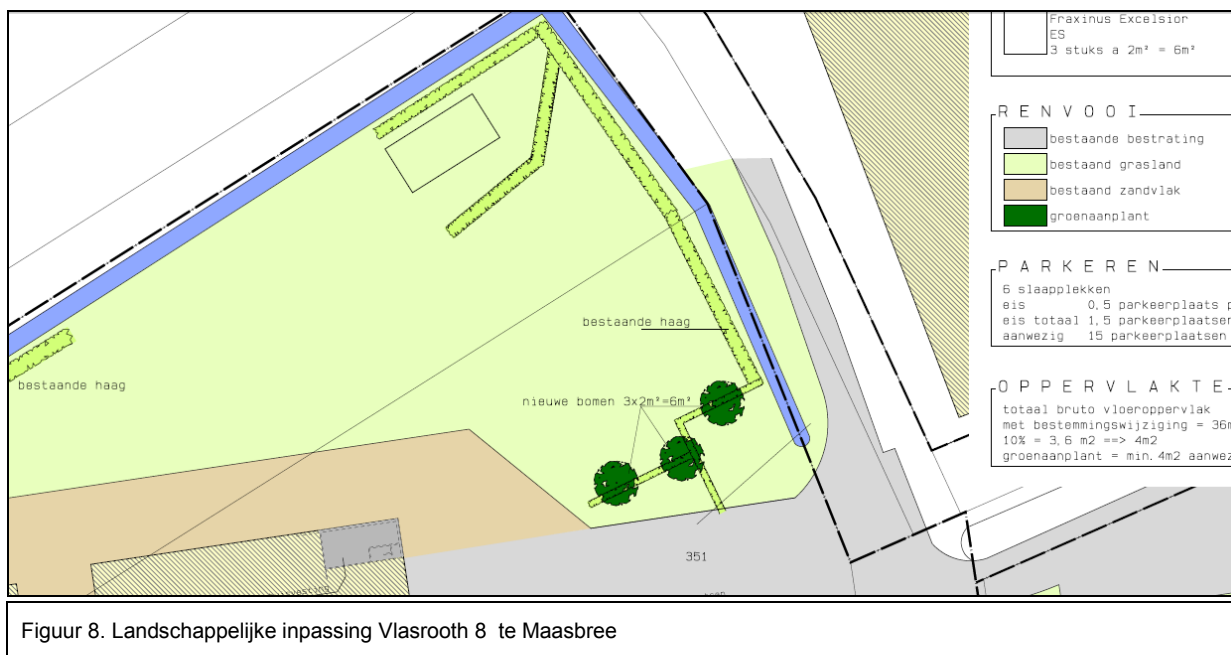 Fraxinus Excelsior
ES
3 stuks a 2m² = 6m²
RENVOOI
bestaande bestrating
bestaand grasland
bestaand zandvlak
groenaanplant
PARKEREN
6 slaapplekken
eis 0,5 parkeerplaats p
eis totaal 1,5 parkeerplaatsen
aanwezig 15 parkeerplaatsen
OPPERVLAKTE
totaal bruto vloeroppervlak
met bestemmingswijziging = 36m
10% = 3,6 m2 ==> 4m2
groenaanplant = min. 4m2 aanwez
bestaande haag
bestaande haag
nieuwe bomen 3x2m²=6m²
351
Figuur 8. Landschappelijke inpassing Vlasrooth 8 te Maasbree